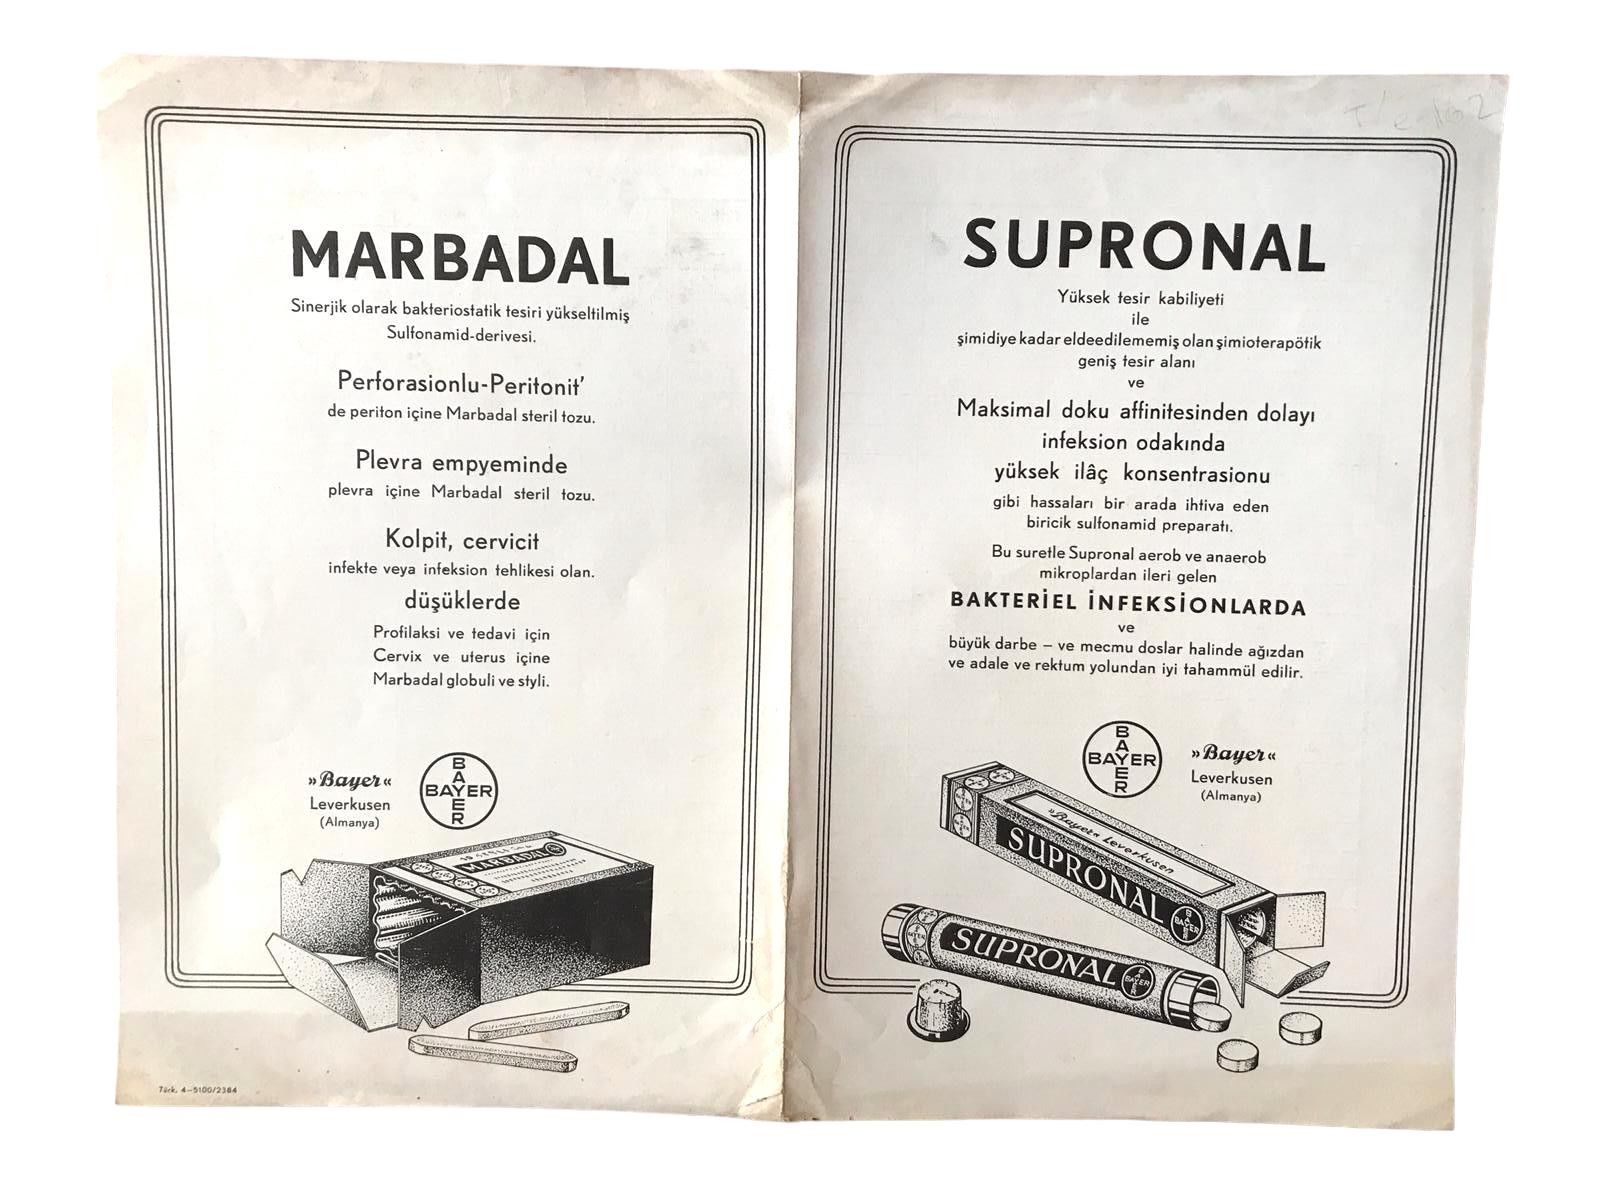 MARBADAL
Sinerjik olarak bakteriostatik tesiri yükseltilmiş
Sulfonamid-derivesi.
Perforasionlu-Peritonit’
de periton içine Marbadal steril tozu.
Plevra empyeminde
plevra içine Marbadal steril tozu.
Kolpit, cervicit
infekte veya infeksion tehlikesi olan.
düşüklerde
Profilaksi ve tedavi için
Cervix ve uterus içine
Marbadal globuli ve styli.
»Bayer«
Leverkusen
(Almanya)
BAYER
BAYER
MARBADAL
Türk. 4-5100/2364
SUPRONAL
Yüksek tesir kabiliyeti
ile
şimidiye kadar eldeedilememiş olan şimioterapötik
geniş tesir alanı
ve
Maksimal doku affinitesinden dolayı
infeksion odakında
yüksek ilâç konsentrasionu
gibi hassaları bir arada ihtiva eden
biricik sulfonamid preparatı.
Bu suretle Supronal aerob ve anaerob
mikroplardan ileri gelen
BAKTERİEL İNFEKSİONLARDA
ve
büyük darbe – ve mecmu doslar halinde ağızdan
ve adale ve rektum yolundan iyi tahammül edilir.
BAYER
BAYER
»Bayer«
Leverkusen
(Almanya)
»Bayer« Leverkusen
SUPRONAL
BAYER
BAYER
SUPRONAL
BAYER
BAYER